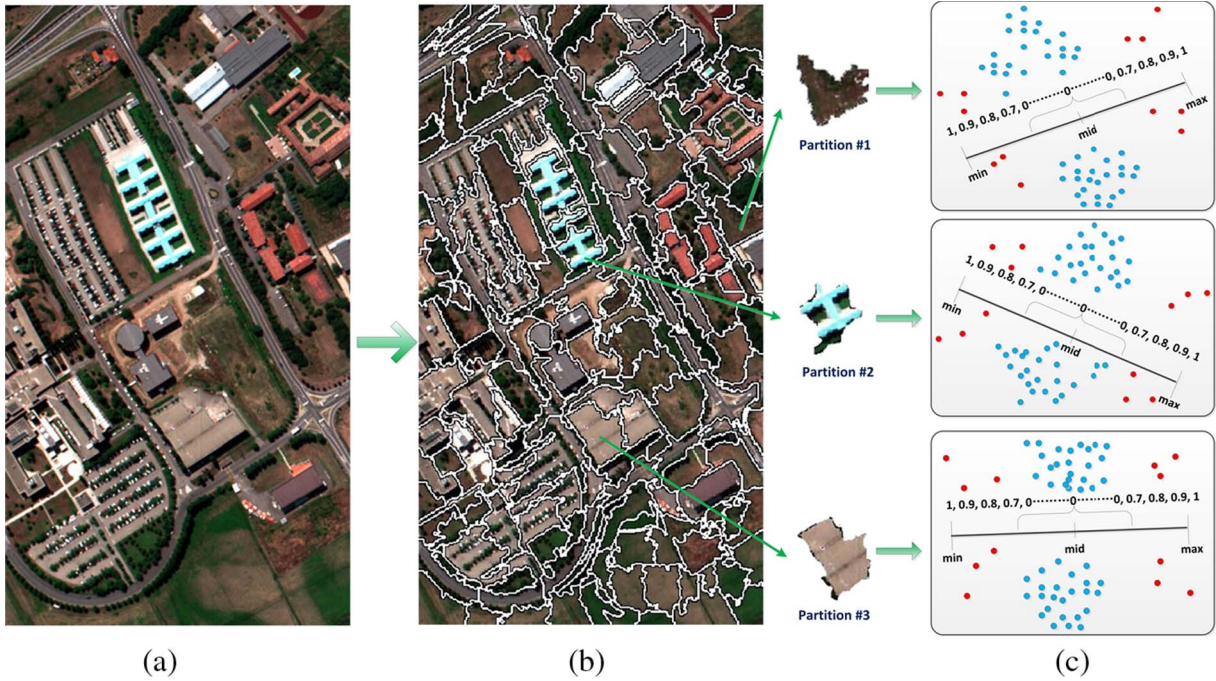 1, 0.9, 0.8, 0.7, 0 0 0, 0.7, 0.8, 0.9, 1
min
mid
max
Partition #1
1, 0.9, 0.8, 0.7, 0 0 0, 0.7, 0.8, 0.9, 1
min
mid
max
Partition #2
1, 0.9, 0.8, 0.7, 0 0 0, 0.7, 0.8, 0.9, 1
min
mid
max
Partition #3
(a)
(b)
(c)